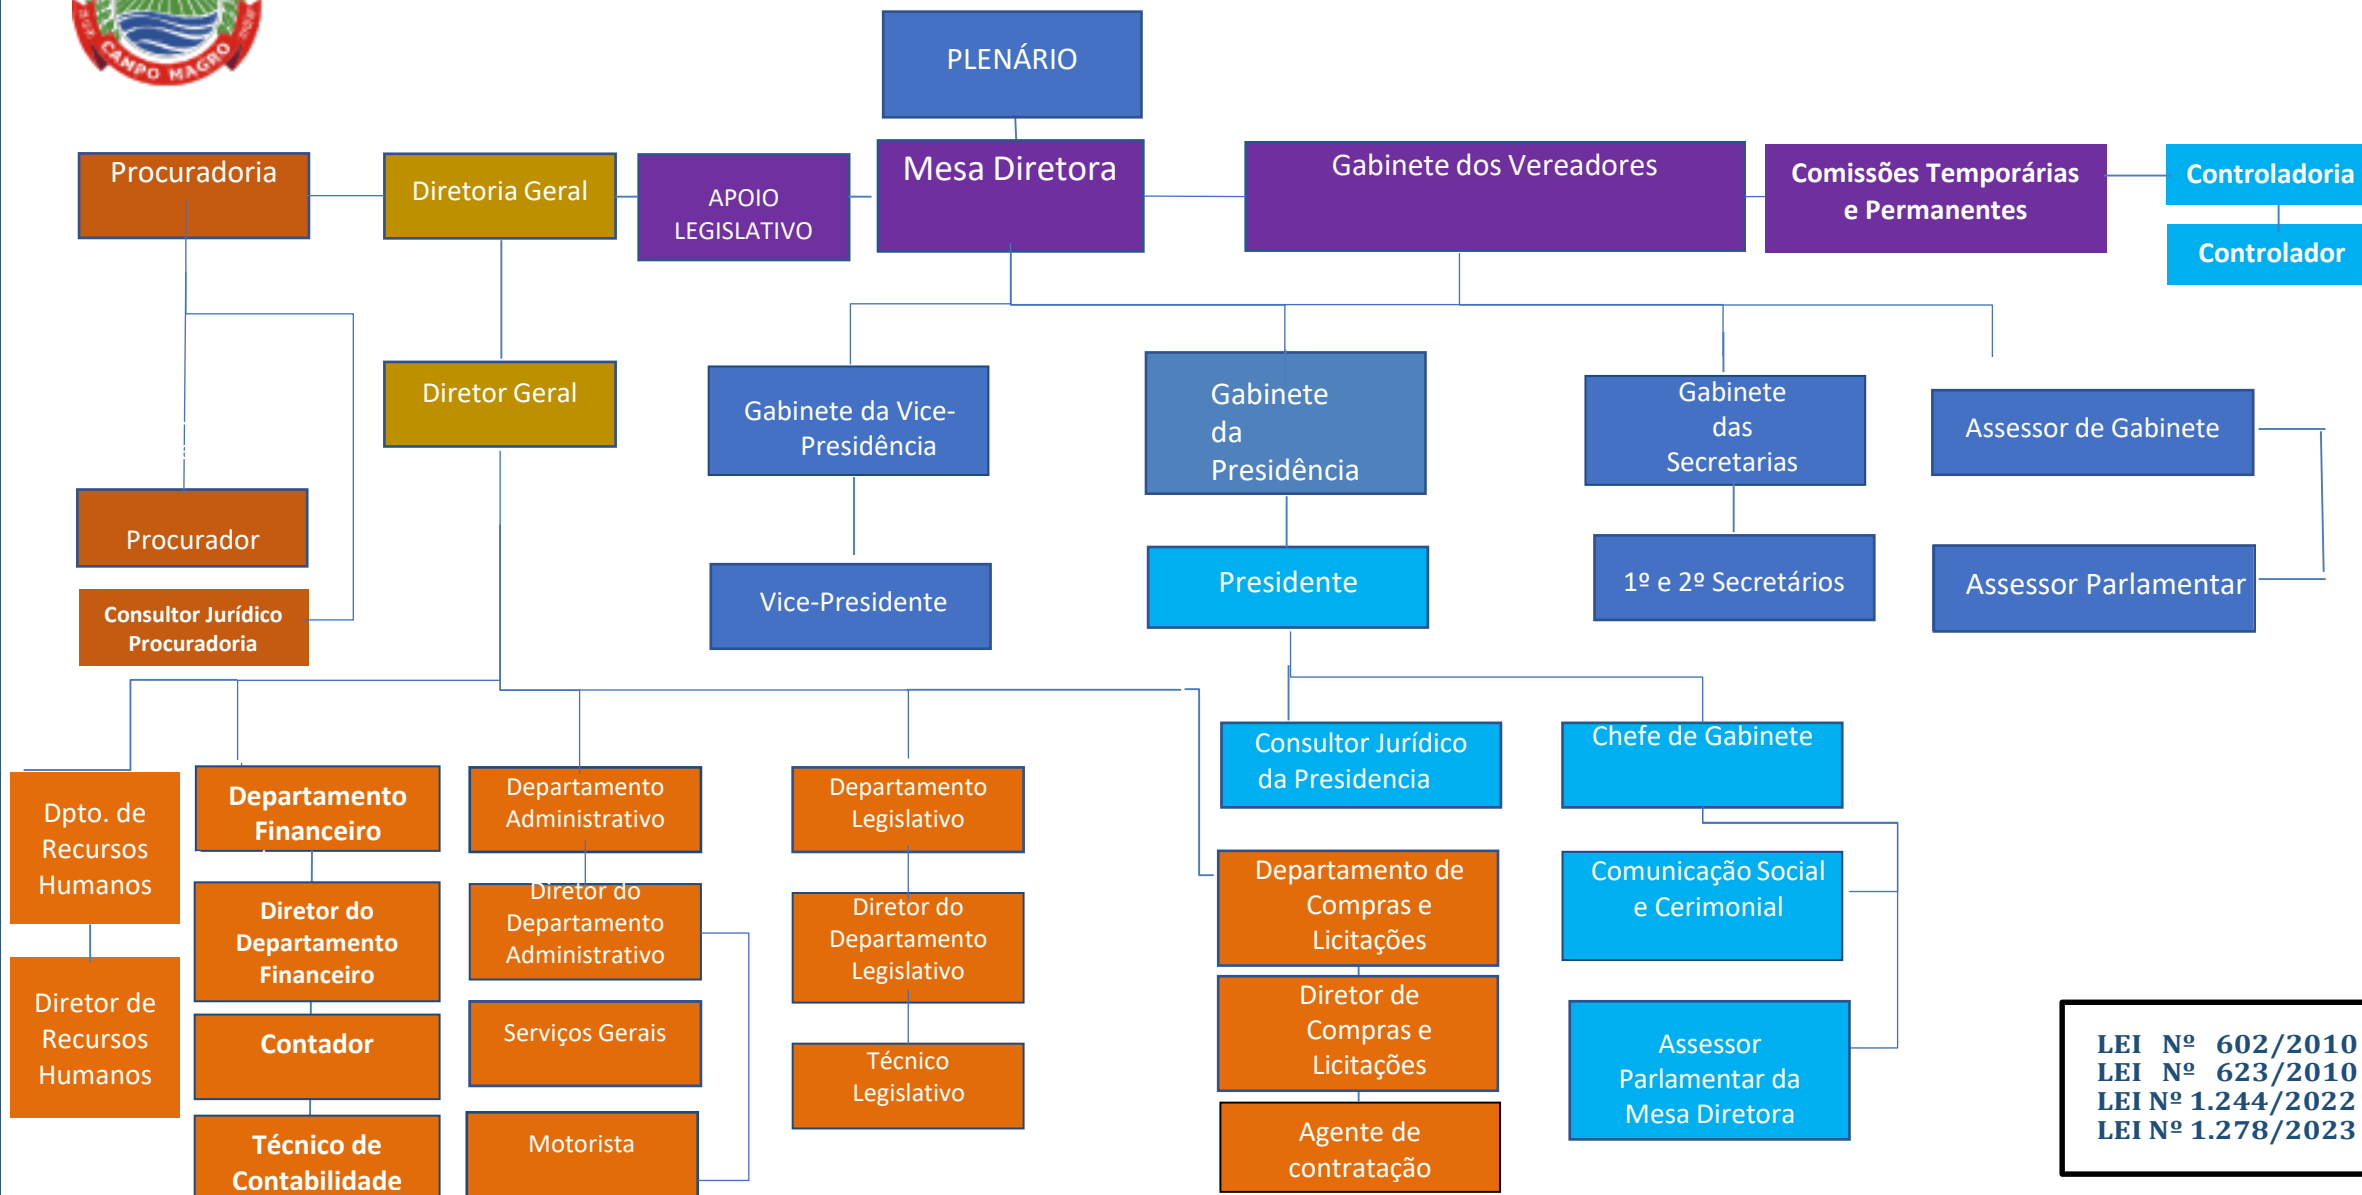 CAMPO MAGRO
PLENÁRIO
Procuradoria
Diretoria Geral
APOIO
LEGISLATIVO
Mesa Diretora
Gabinete dos Vereadores
Comissões Temporárias
e Permanentes
Controladoria
Controlador
Diretor Geral
Gabinete da Vice-
Presidência
Gabinete
da
Presidência
Gabinete
das
Secretarias
Assessor de Gabinete
Procurador
Consultor Jurídico
Procuradoria
Vice-Presidente
Presidente
1º e 2º Secretários
Assessor Parlamentar
Consultor Jurídico
da Presidencia
Chefe de Gabinete
Dpto. de
Recursos
Humanos
Departamento
Financeiro
Departamento
Administrativo
Departamento
Legislativo
Departamento de
Compras e
Licitações
Comunicação Social
e Cerimonial
Diretor do
Departamento
Financeiro
Diretor do
Departamento
Administrativo
Diretor do
Departamento
Legislativo
Diretor de
Recursos
Humanos
Contador
Serviços Gerais
Técnico
Legislativo
Diretor de
Compras e
Licitações
Assessor
Parlamentar da
Mesa Diretora
Técnico de
Contabilidade
Motorista
Agente de
contratação
LEI Nº 602/2010
LEI Nº 623/2010
LEI Nº 1.244/2022
LEI Nº 1.278/2023